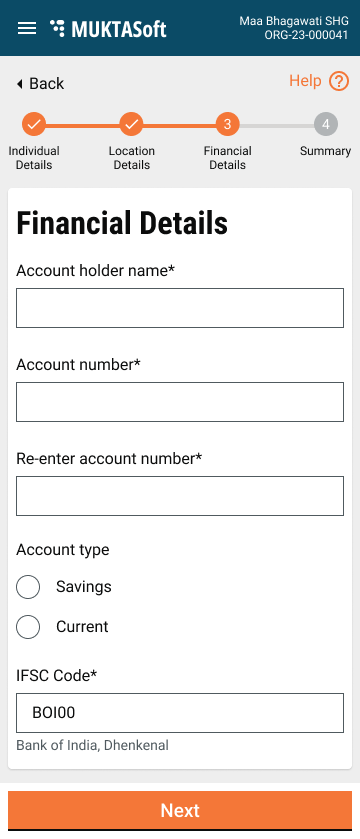 MUKTASoft
Maa Bhagawati SHG
ORG-23-000041
Back
Help ?
3
4
Individual Details
Location Details
Financial Details
Summary
Financial Details
Account holder name*
Account number*
Re-enter account number*
Account type
Savings
Current
IFSC Code*
BOI00
Bank of India, Dhenkenal
Next